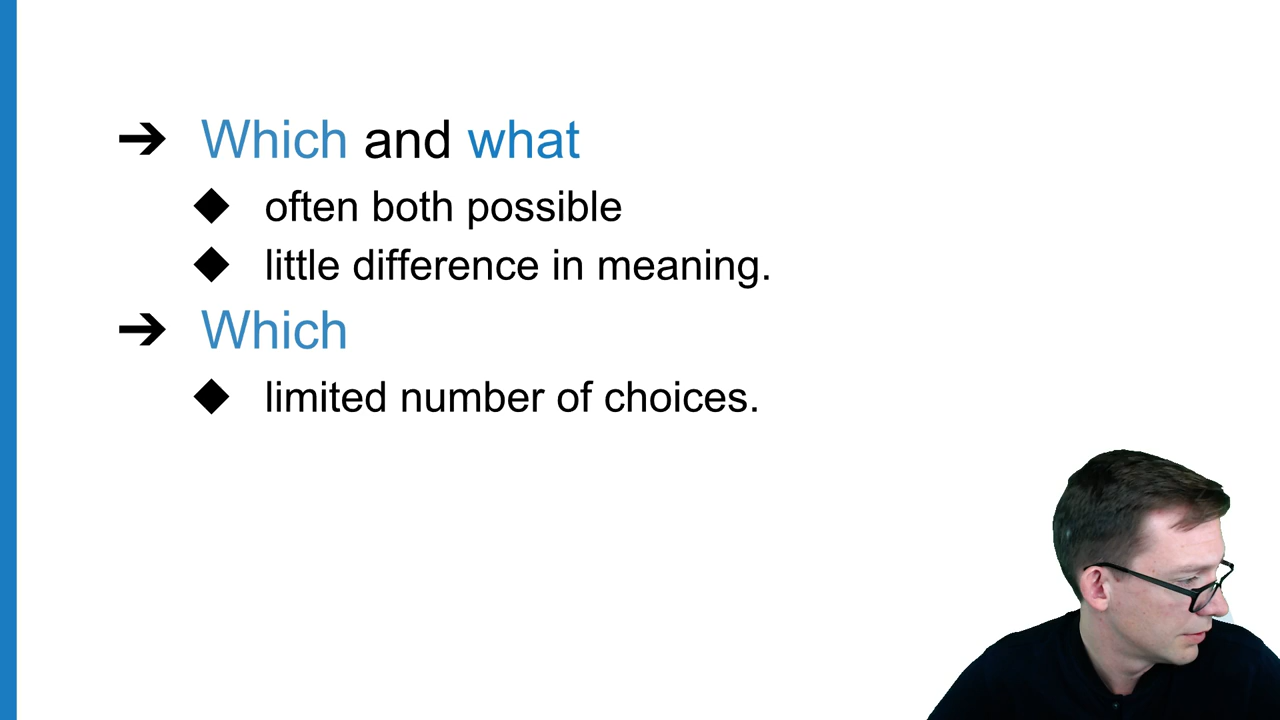 ➔ Which and what
◆ often both possible
◆ little difference in meaning.
➔ Which
◆ limited number of choices.